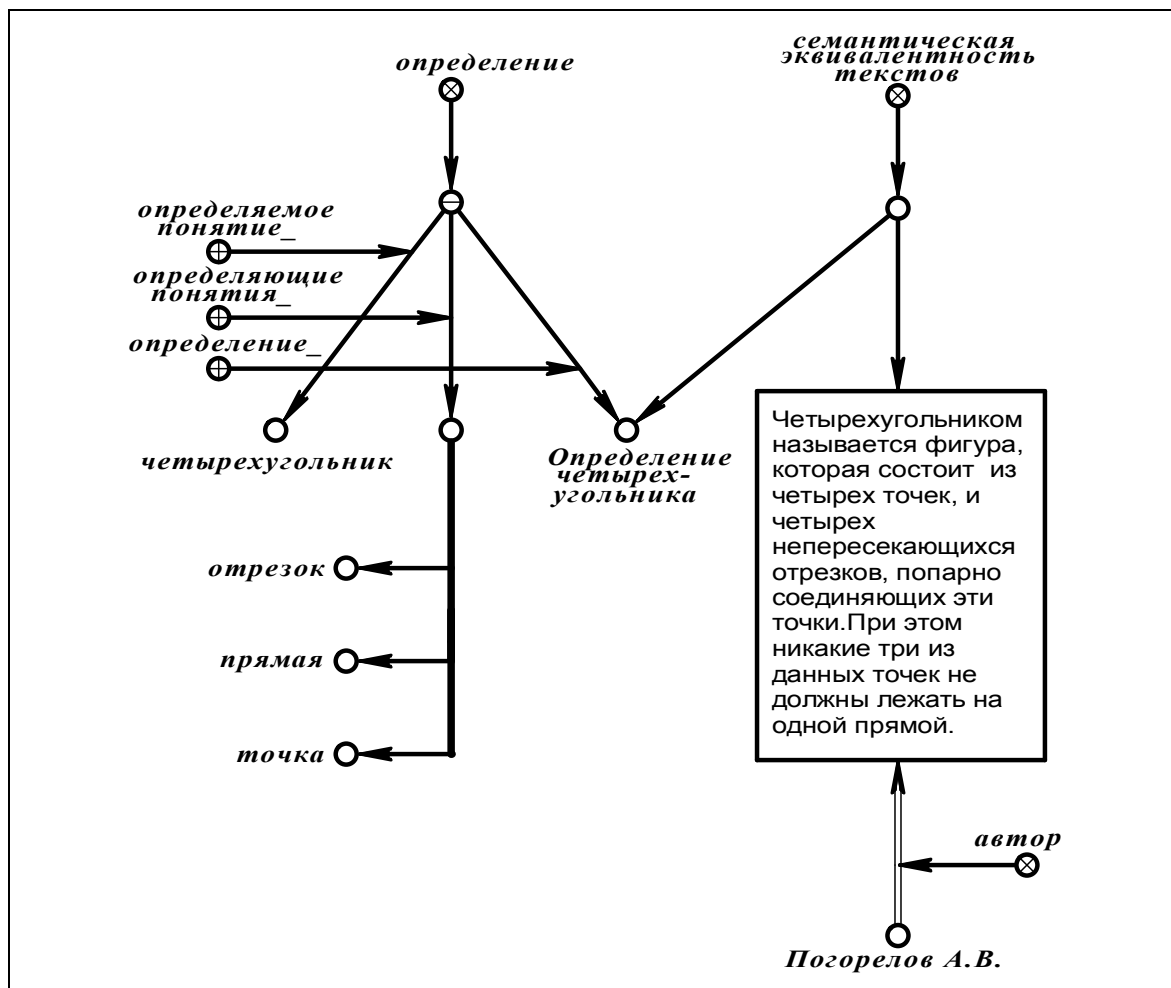 определение
семантическая
эквивалентность
текстов
определяемое
понятие_
определяющие
понятия_
определение_
четырехугольник
Определение
четырех-
угольника
отрезок
прямая
точка
Четырехугольником
называется фигура,
которая состоит из
четырех точек, и
четырех
непересекающихся
отрезков, попарно
соединяющих эти
точки.При этом
никакие три из
данных точек не
должны лежать на
одной прямой.
автор
Погорелов А.В.